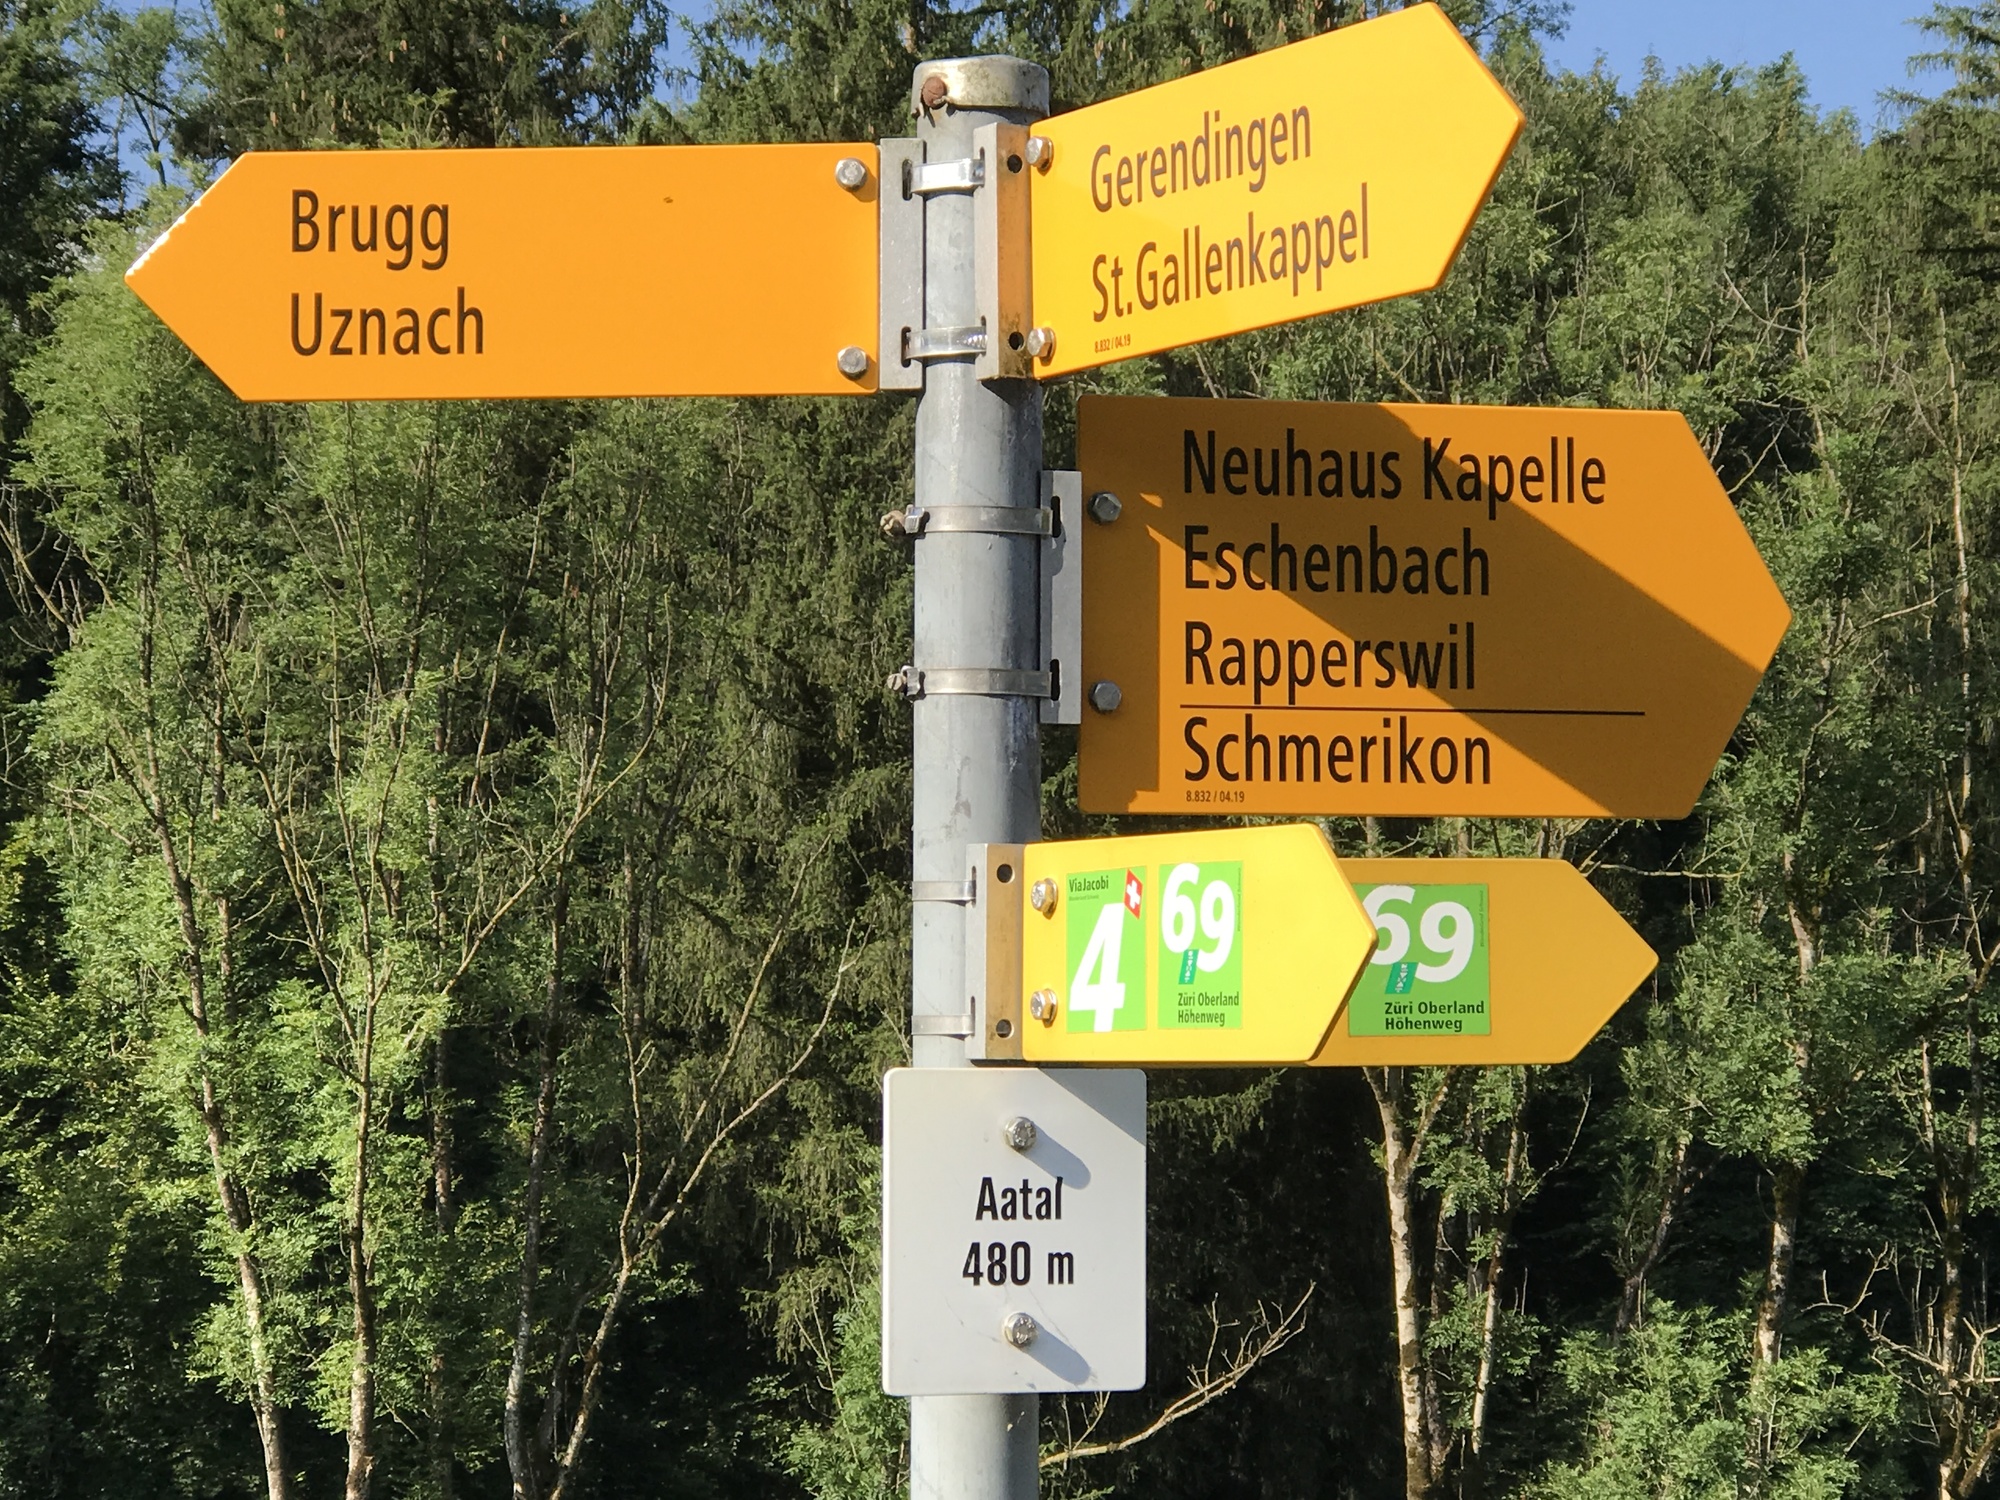 Brugg
Uznach
Gerendingen
St.Gallenkappel
8.832 / 04.19
Neuhaus Kapelle
Eschenbach
Rapperswil
Schmerikon
8.832 / 04.19
ViaJacobi
4
69
Züri Oberland
Höhenweg
69
Züri Oberland
Höhenweg
Aatal
480 m